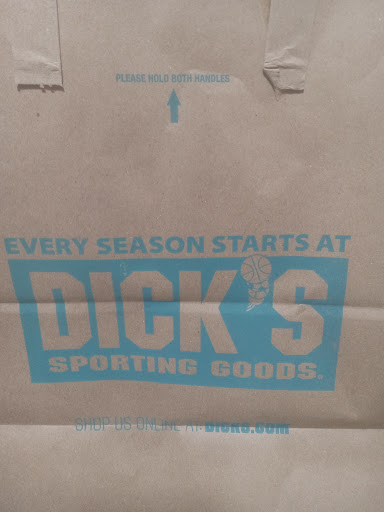 PLEASE HOLD BOTH HANDLES
EVERY SEASON STARTS AT
DICK'S
SPORTING GOODS®
SHOP US ONLINE AT: DICKS.COM